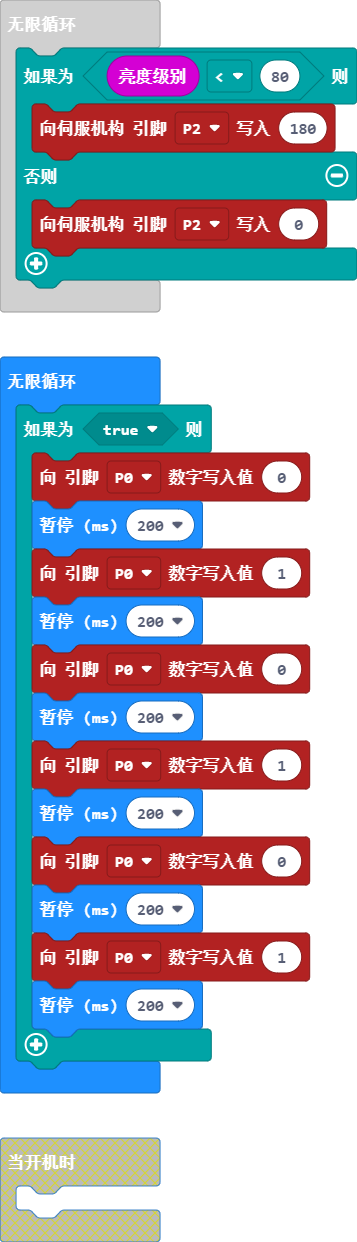 无限循环
如果为 亮度级别 < 80 则
向伺服机构 引脚 P2 写入 180
否则
向伺服机构 引脚 P2 写入 0
无限循环
如果为 true 则
向 引脚 P0 数字写入值 0
暂停 (ms) 200
向 引脚 P0 数字写入值 1
暂停 (ms) 200
向 引脚 P0 数字写入值 0
暂停 (ms) 200
向 引脚 P0 数字写入值 1
暂停 (ms) 200
向 引脚 P0 数字写入值 0
暂停 (ms) 200
向 引脚 P0 数字写入值 1
暂停 (ms) 200
当开机时